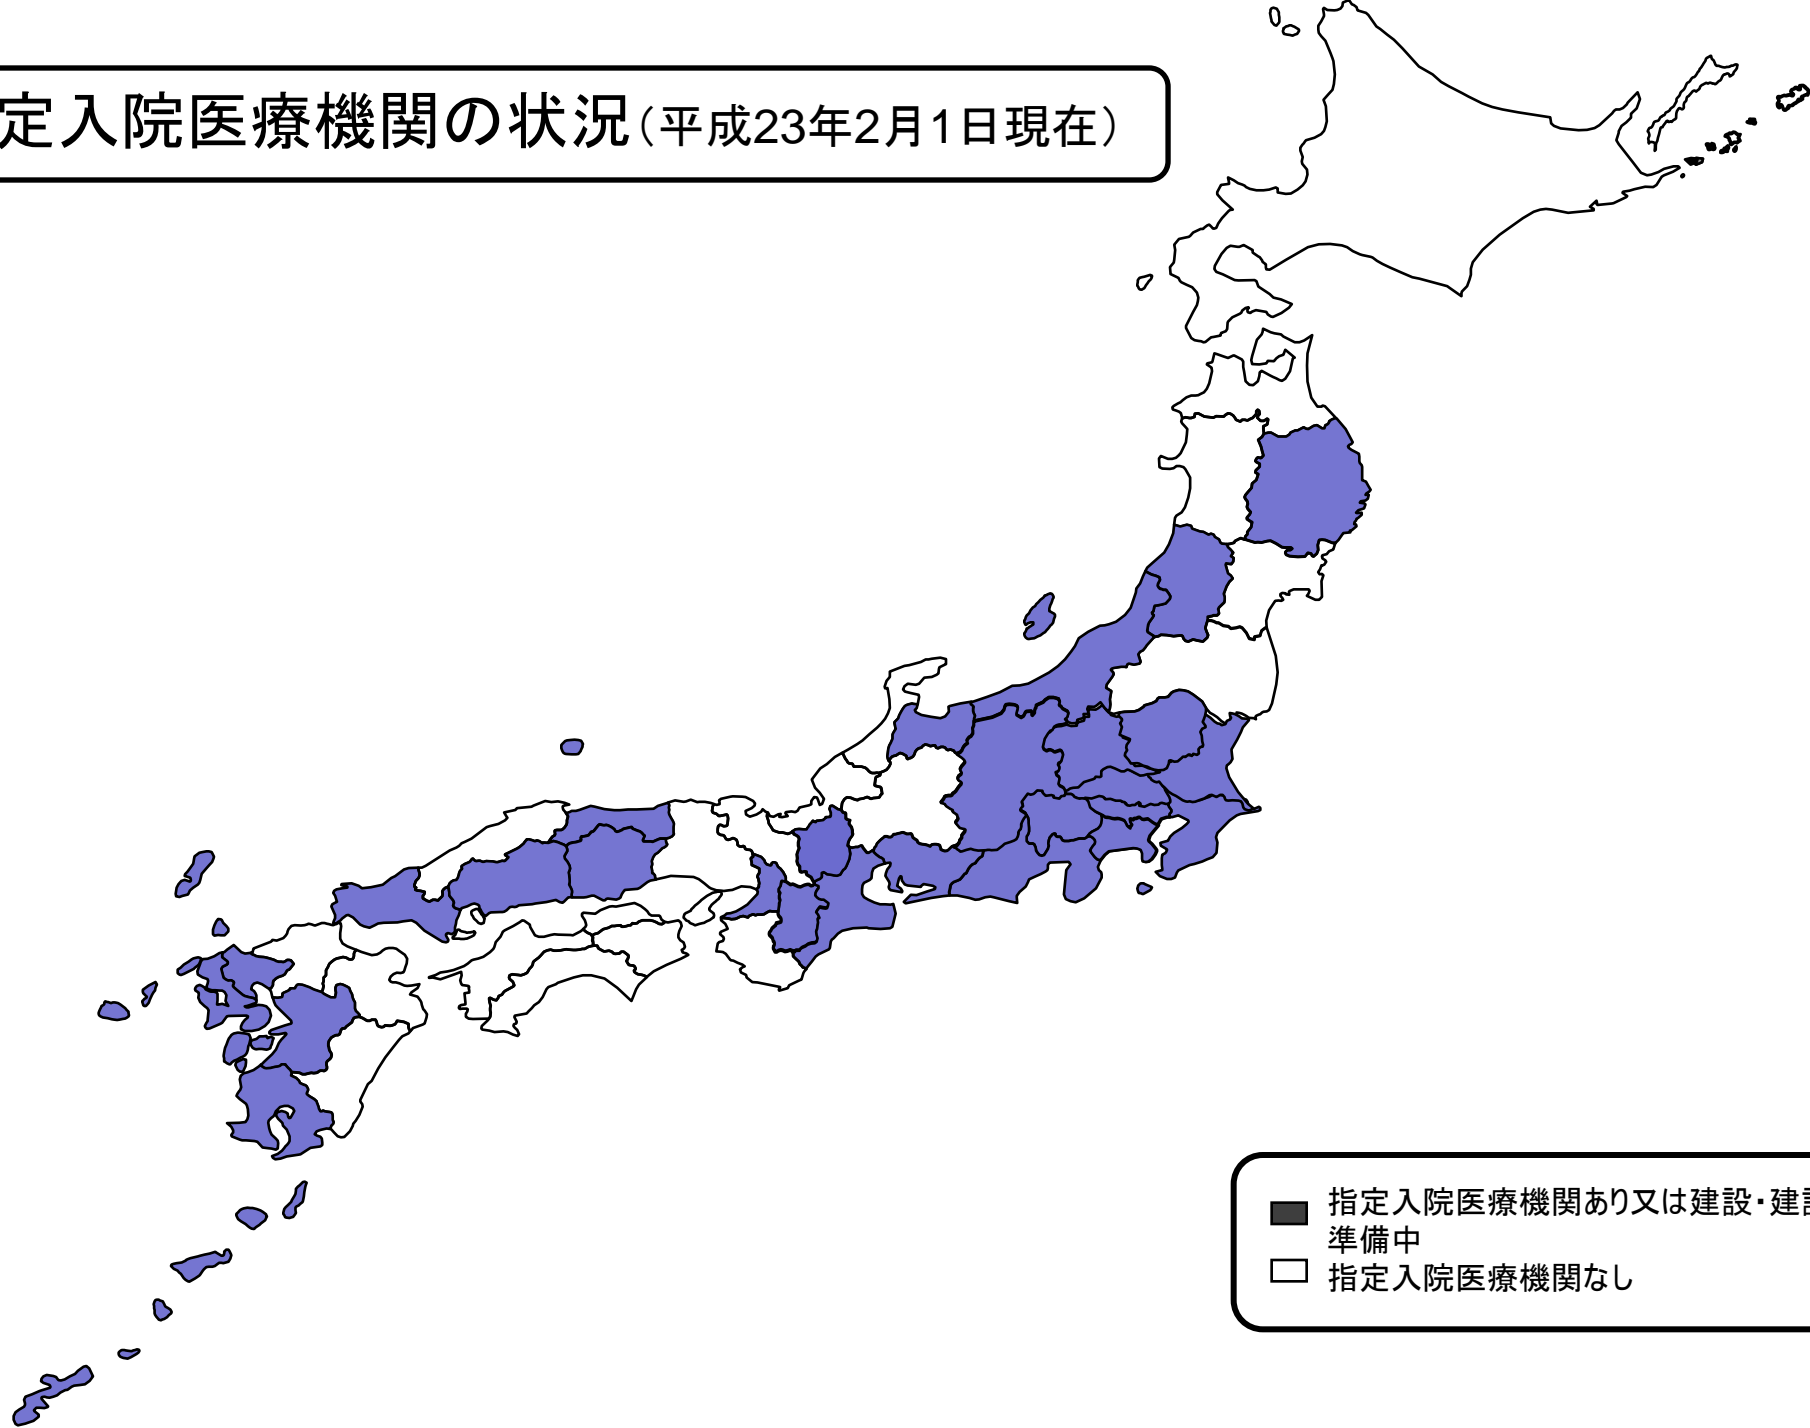 定入院医療機関の状況（平成23年2月1日現在）
指定入院医療機関あり又は建設・建設
準備中
指定入院医療機関なし